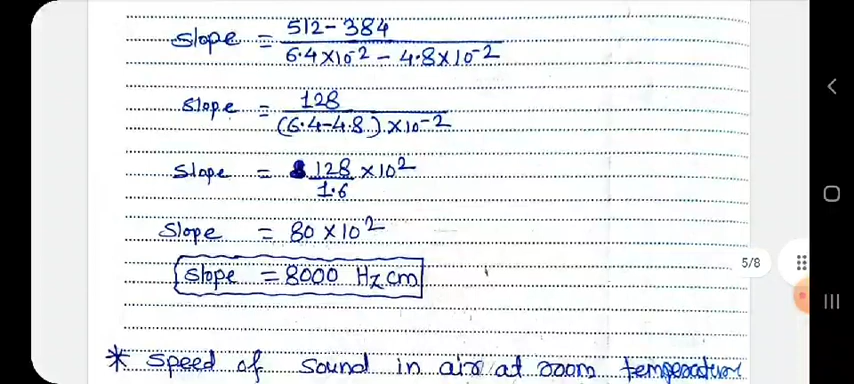 slope = 512 - 384 / 6.4 × 10-2 - 4.8 × 10-2
slope = 128 / (6.4 - 4.8) × 10-2
slope = 128 / 1.6 × 10²
slope = 80 × 10²
slope = 8000 Hz cm
5/8
* speed of sound in air at room temperature